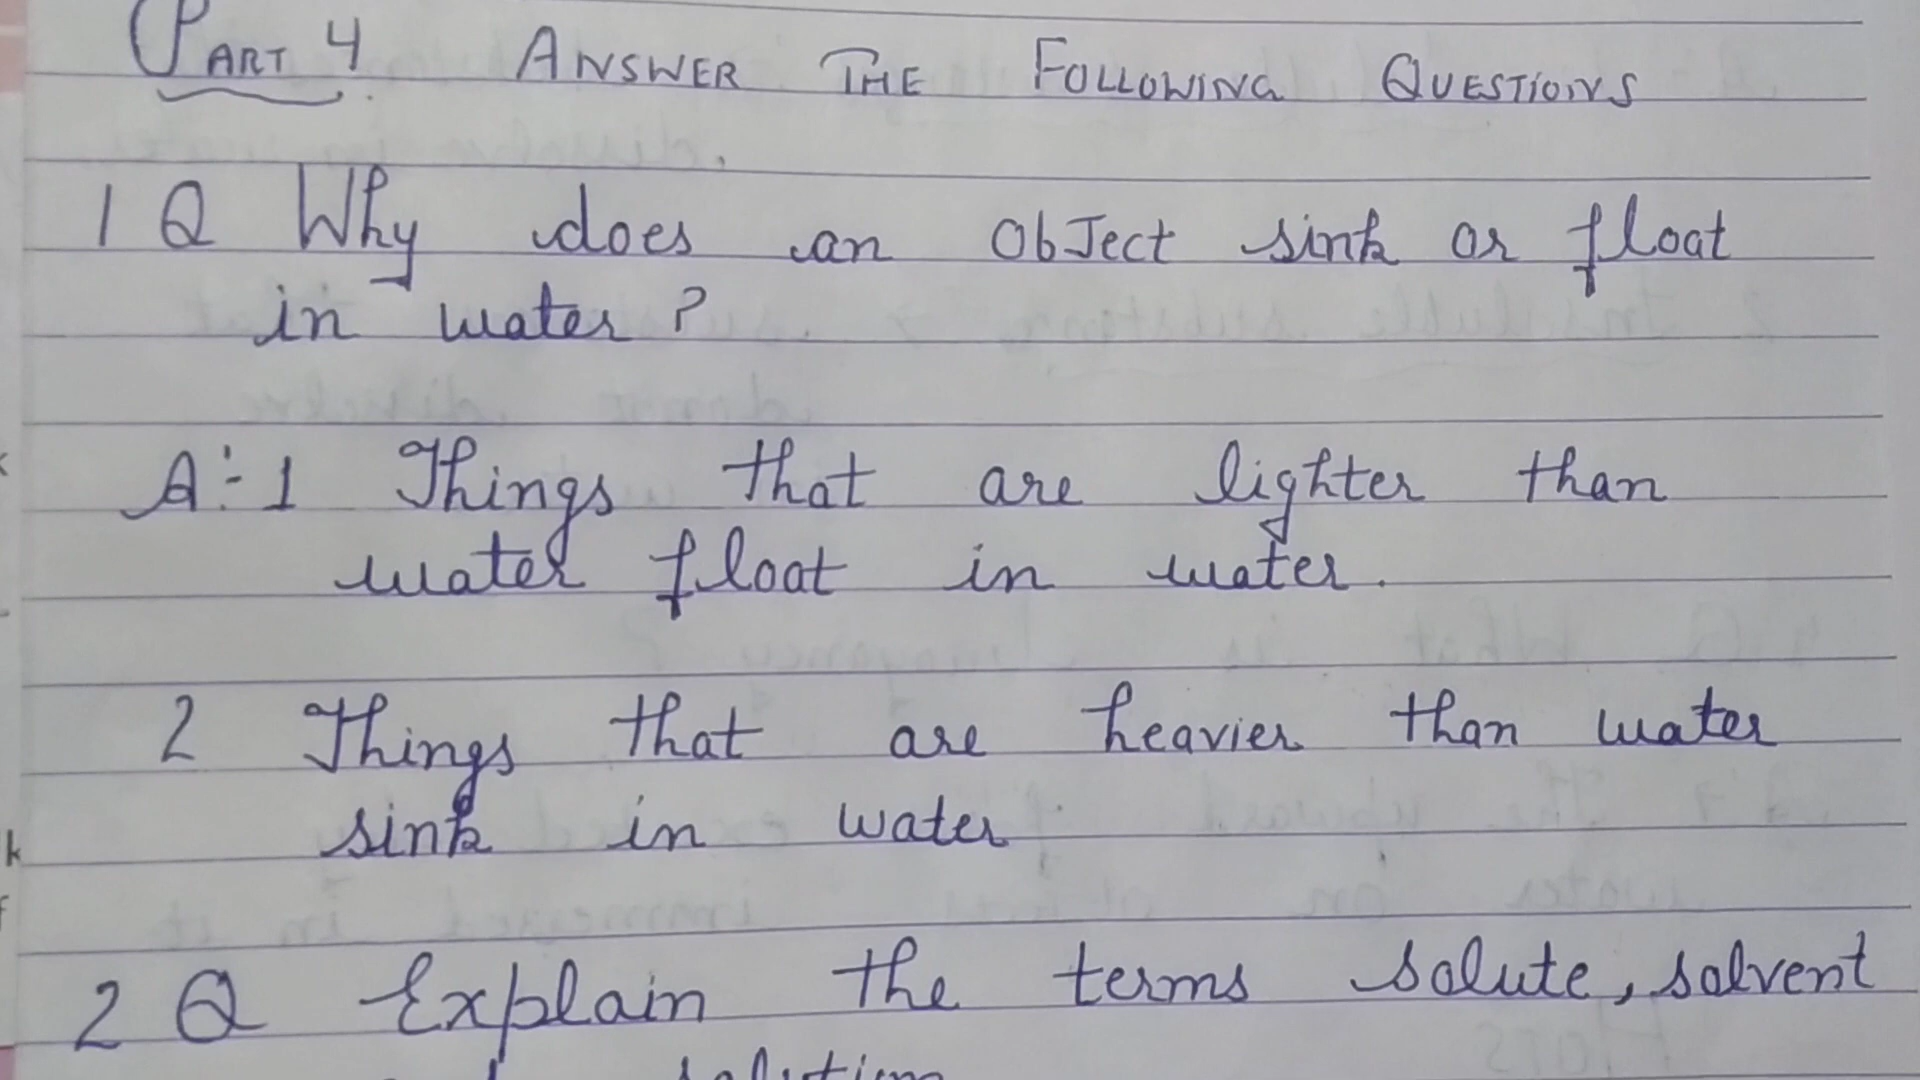 PART 4 ANSWER THE FOLLOWING QUESTIONS
1 Q Why does an obJect sink or float
in water?
A:-1 Things that are lighter than
water float in water.
2 Things that are heavier than water
sink in water
2 Q Explain the terms solute, solvent
solution